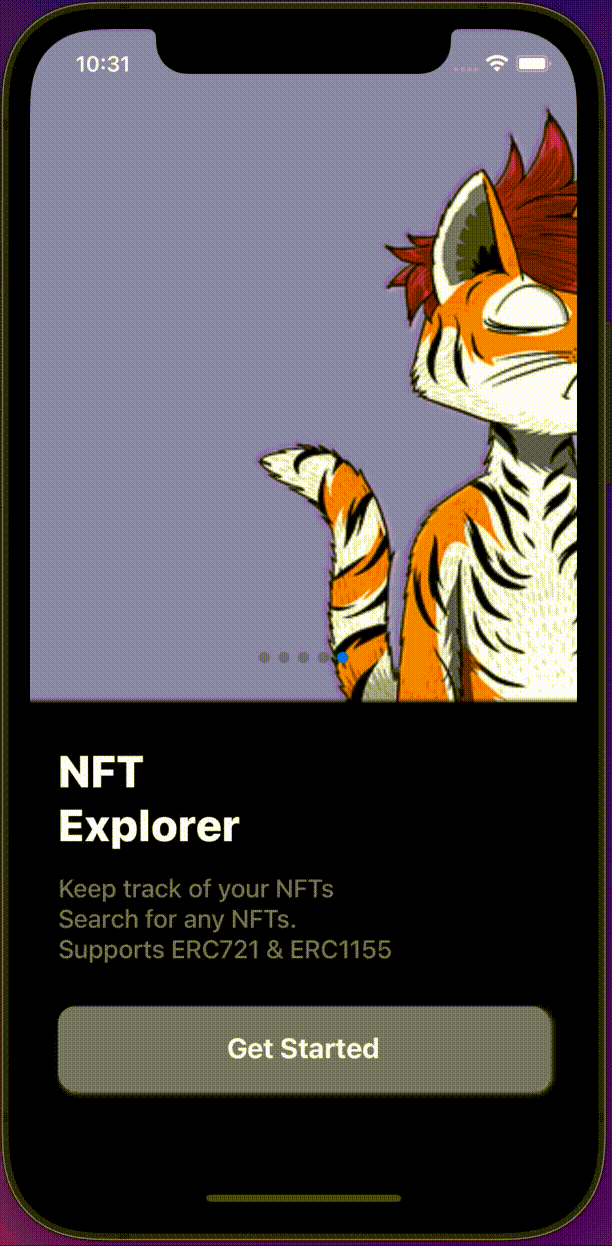 10:31
NFT
Explorer
Keep track of your NFTs
Search for any NFTs.
Supports ERC721 & ERC1155
Get Started